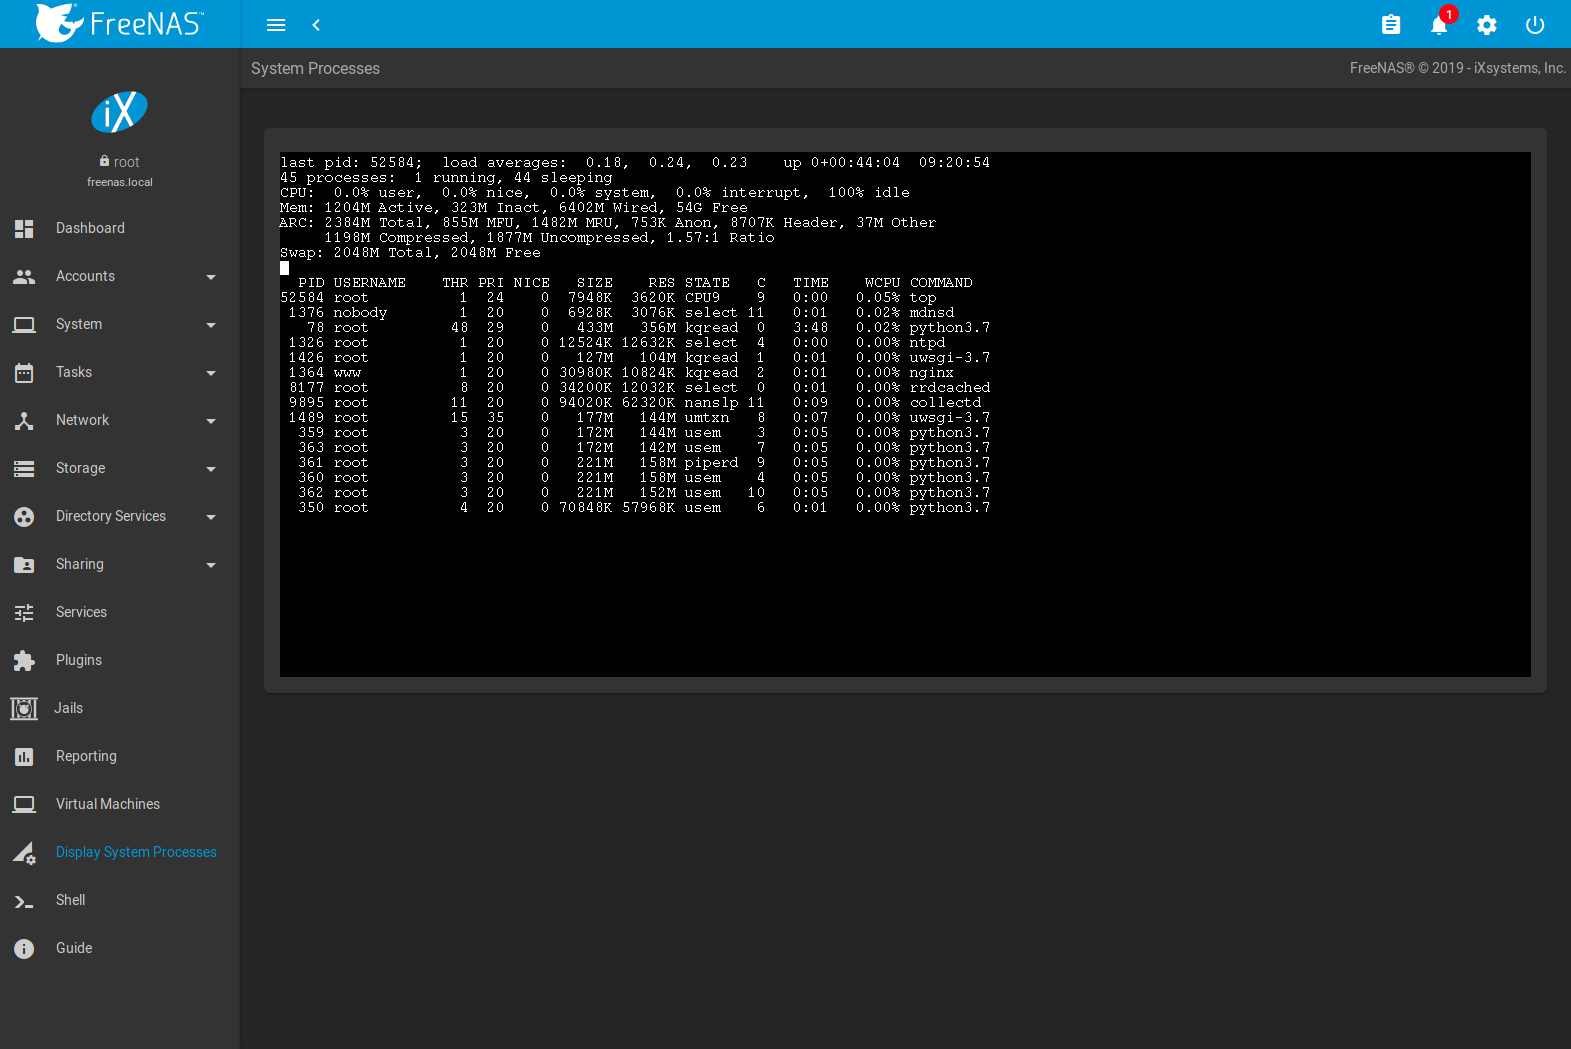 FreeNAS™
1
System Processes
FreeNAS® © 2019 - iXsystems, Inc.
iX
root
freenas.local
Dashboard
Accounts
System
Tasks
Network
Storage
Directory Services
Sharing
Services
Plugins
Jails
Reporting
Virtual Machines
Display System Processes
Shell
Guide
last pid: 52584;  load averages:  0.18,  0.24,  0.23    up 0+00:44:04  09:20:54
45 processes:  1 running, 44 sleeping
CPU:  0.0% user,  0.0% nice,  0.0% system,  0.0% interrupt,  100% idle
Mem: 1204M Active, 323M Inact, 6402M Wired, 54G Free
ARC: 2384M Total, 855M MFU, 1482M MRU, 753K Anon, 8707K Header, 37M Other
     1198M Compressed, 1877M Uncompressed, 1.57:1 Ratio
Swap: 2048M Total, 2048M Free
  PID USERNAME    THR PRI NICE   SIZE    RES STATE   C   TIME    WCPU COMMAND
52584 root          1  24    0  7948K  3620K CPU9    9   0:00   0.05% top
 1376 nobody        1  20    0  6928K  3076K select 11   0:01   0.02% mdnsd
   78 root         48  29    0   433M   356M kqread  0   3:48   0.02% python3.7
 1326 root          1  20    0 12524K 12632K select  4   0:00   0.00% ntpd
 1426 root          1  20    0   127M   104M kqread  1   0:01   0.00% uwsgi-3.7
 1364 www           1  20    0 30980K 10824K kqread  2   0:01   0.00% nginx
 8177 root          8  20    0 34200K 12032K select  0   0:01   0.00% rrdcached
 9895 root         11  20    0 94020K 62320K nanslp 11   0:09   0.00% collectd
 1489 root         15  35    0   177M   144M umtxn   8   0:07   0.00% uwsgi-3.7
  359 root          3  20    0   172M   144M usem    3   0:05   0.00% python3.7
  363 root          3  20    0   172M   142M usem    7   0:05   0.00% python3.7
  361 root          3  20    0   221M   158M piperd  9   0:05   0.00% python3.7
  360 root          3  20    0   221M   158M usem    4   0:05   0.00% python3.7
  362 root          3  20    0   221M   152M usem   10   0:05   0.00% python3.7
  350 root          4  20    0 70848K 57968K usem    6   0:01   0.00% python3.7